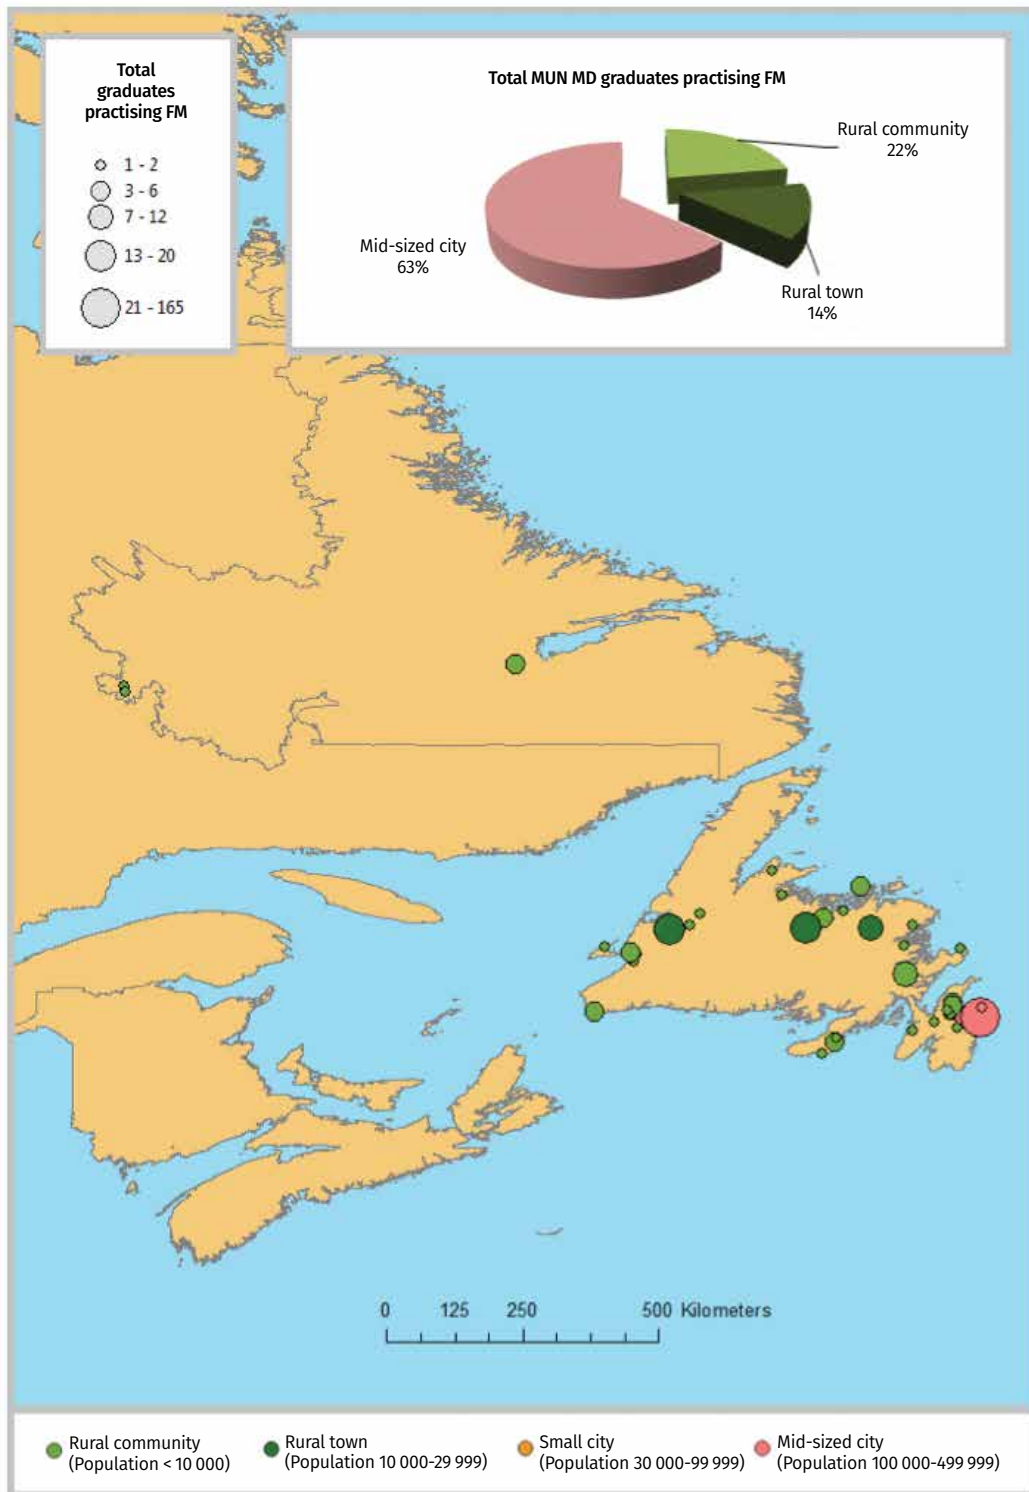 Total
graduates
practising FM
1 - 2
3 - 6
7 - 12
13 - 20
21 - 165
Total MUN MD graduates practising FM
Rural community
22%
Mid-sized city
63%
Rural town
14%
0 125 250 500 Kilometers
Rural community
(Population < 10 000)
Rural town
(Population 10 000-29 999)
Small city
(Population 30 000-99 999)
Mid-sized city
(Population 100 000-499 999)